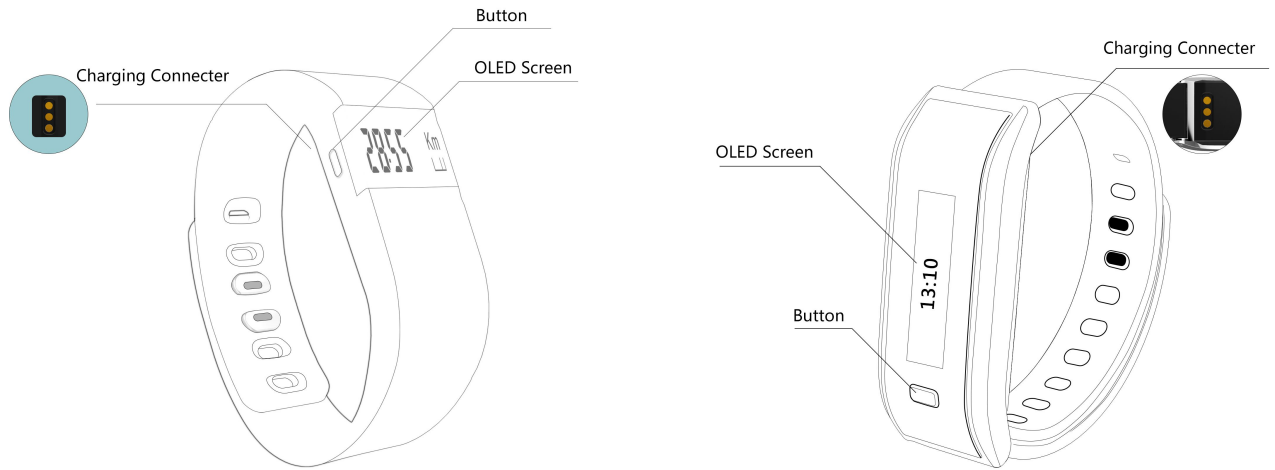 Button
OLED Screen
Charging Connecter
28.55
Km
Charging Connecter
OLED Screen
13:10
Button